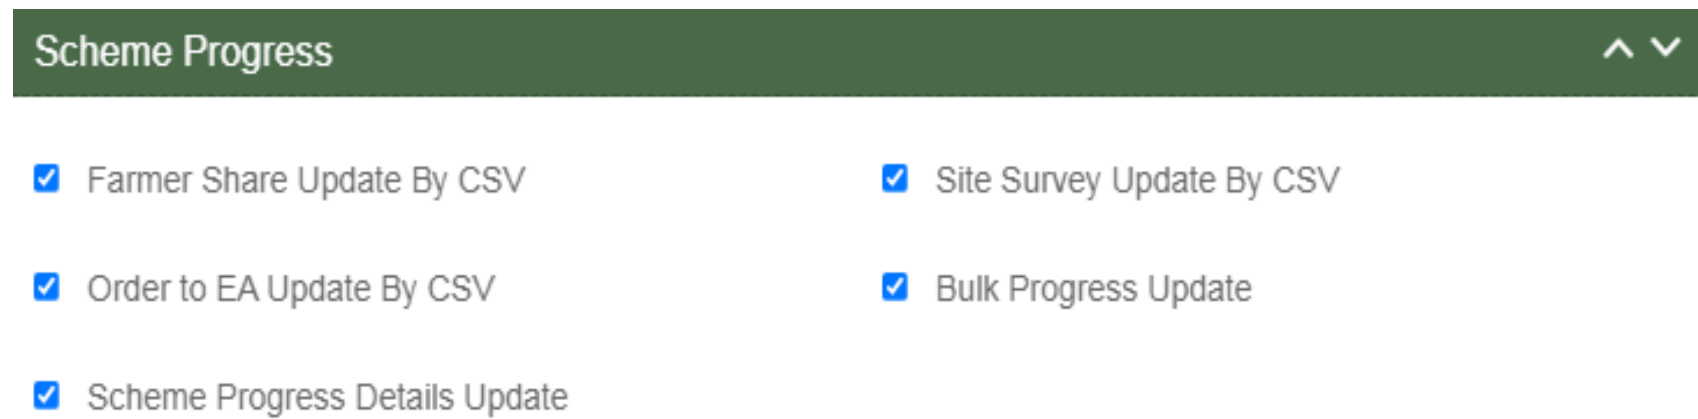 Scheme Progress
Farmer Share Update By CSV
Site Survey Update By CSV
Order to EA Update By CSV
Bulk Progress Update
Scheme Progress Details Update